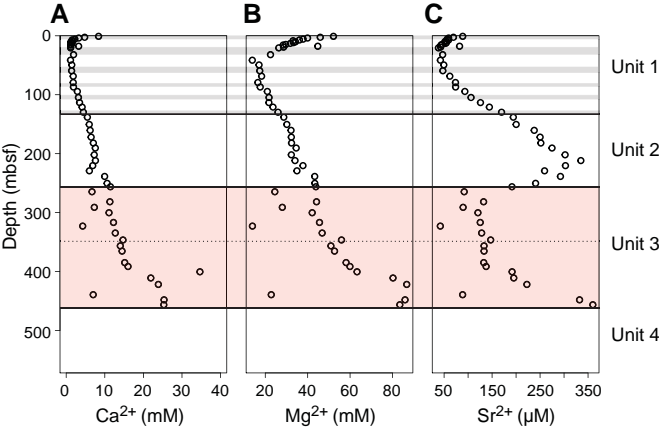 A B C
0
Unit 1
100
Unit 2
200
Depth (mbsf)
300
Unit 3
400
500
Unit 4
0 10 20 30 40
20 40 60 80
50 150 250 350
Ca2+ (mM) Mg2+ (mM) Sr2+ (µM)